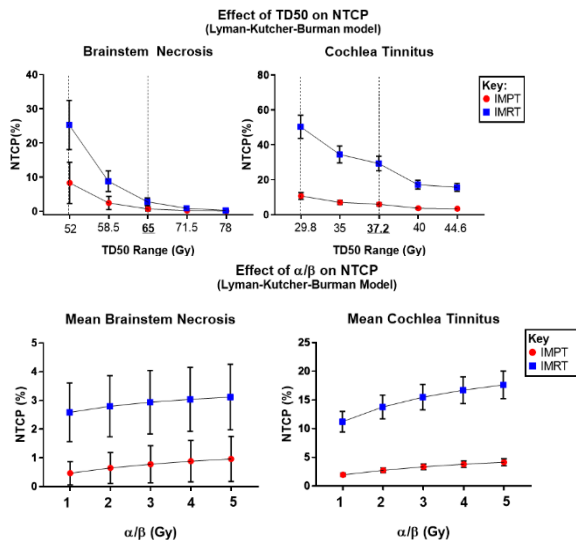 Effect of TD50 on NTCP
(Lyman-Kutcher-Burman model)
Brainstem Necrosis
Cochlea Tinnitus
Key:
IMPT
IMRT
NTCP(%)
40
30
20
10
0
52
58.5
65
71.5
78
TD50 Range (Gy)
NTCP(%)
80
60
40
20
0
29.8
35
37.2
40
44.6
TD50 Range (Gy)
Effect of α/β on NTCP
(Lyman-Kutcher-Burman Model)
Mean Brainstem Necrosis
Mean Cochlea Tinnitus
Key
IMPT
IMRT
NTCP (%)
5
4
3
2
1
0
1
2
3
4
5
α/β (Gy)
NTCP (%)
25
20
15
10
5
0
1
2
3
4
5
α/β (Gy)